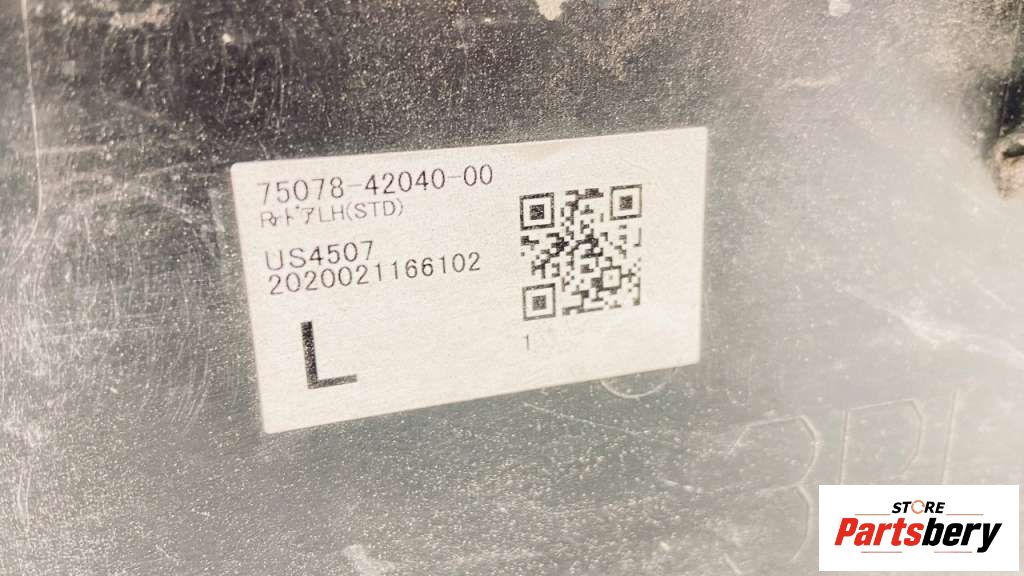 75078-42040-00
RrドアLH(STD)
US4507
2020021166102
L
1
STORE
Partsbery